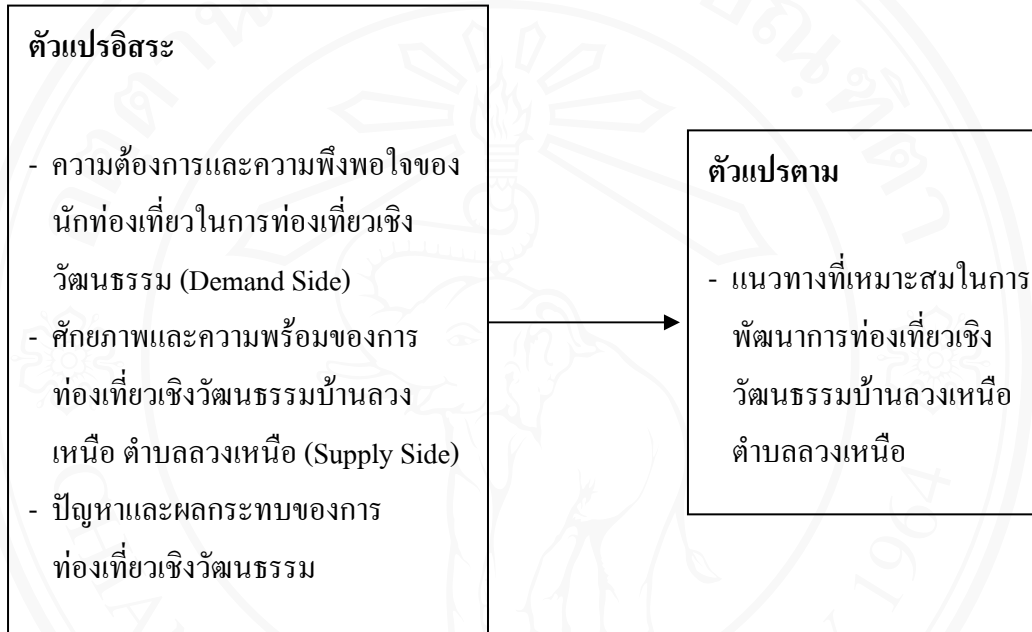 ตัวแปรอิสระ
- ความต้องการและความพึงพอใจของ
นักท่องเที่ยวในการท่องเที่ยวเชิง
วัฒนธรรม (Demand Side)
- ศักยภาพและความพร้อมของการ
ท่องเที่ยวเชิงวัฒนธรรมบ้านลวง
เหนือ ตำบลลวงเหนือ (Supply Side)
- ปัญหาและผลกระทบของการ
ท่องเที่ยวเชิงวัฒนธรรม
ตัวแปรตาม
- แนวทางที่เหมาะสมในการ
พัฒนาการท่องเที่ยวเชิง
วัฒนธรรมบ้านลวงเหนือ
ตำบลลวงเหนือ
1964